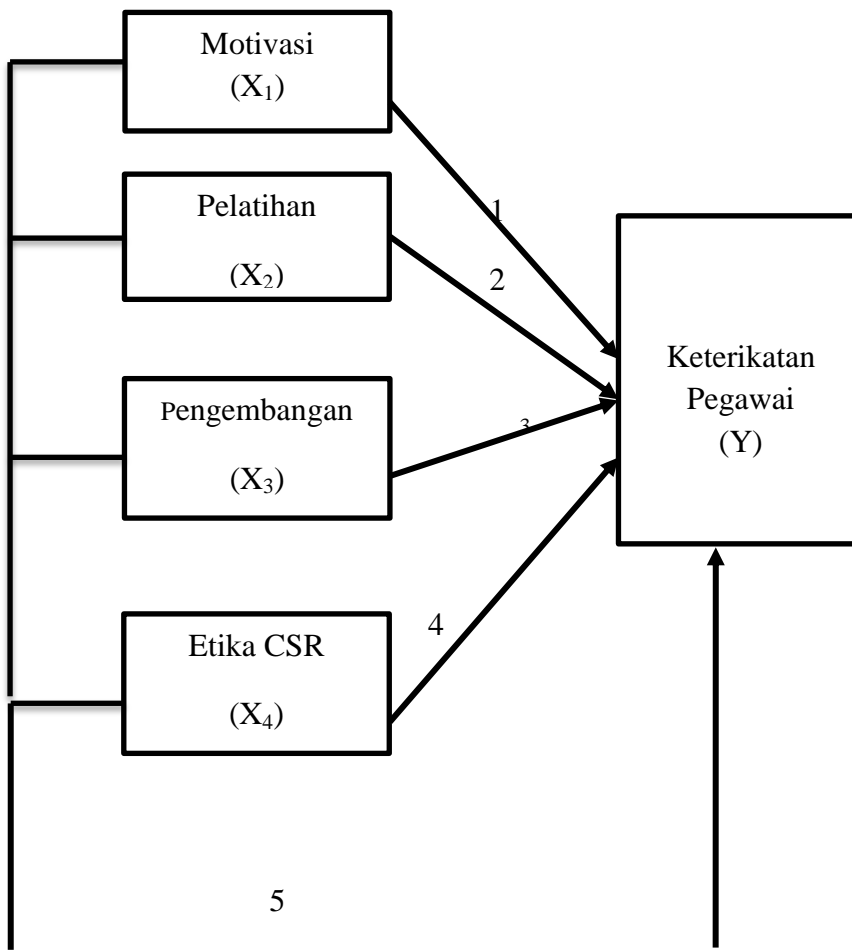 Motivasi
(X₁)
1
Pelatihan
(X₂)
2
Keterikatan
Pegawai
(Y)
Pengembangan
(X₃)
3
Etika CSR
(X₄)
4
5